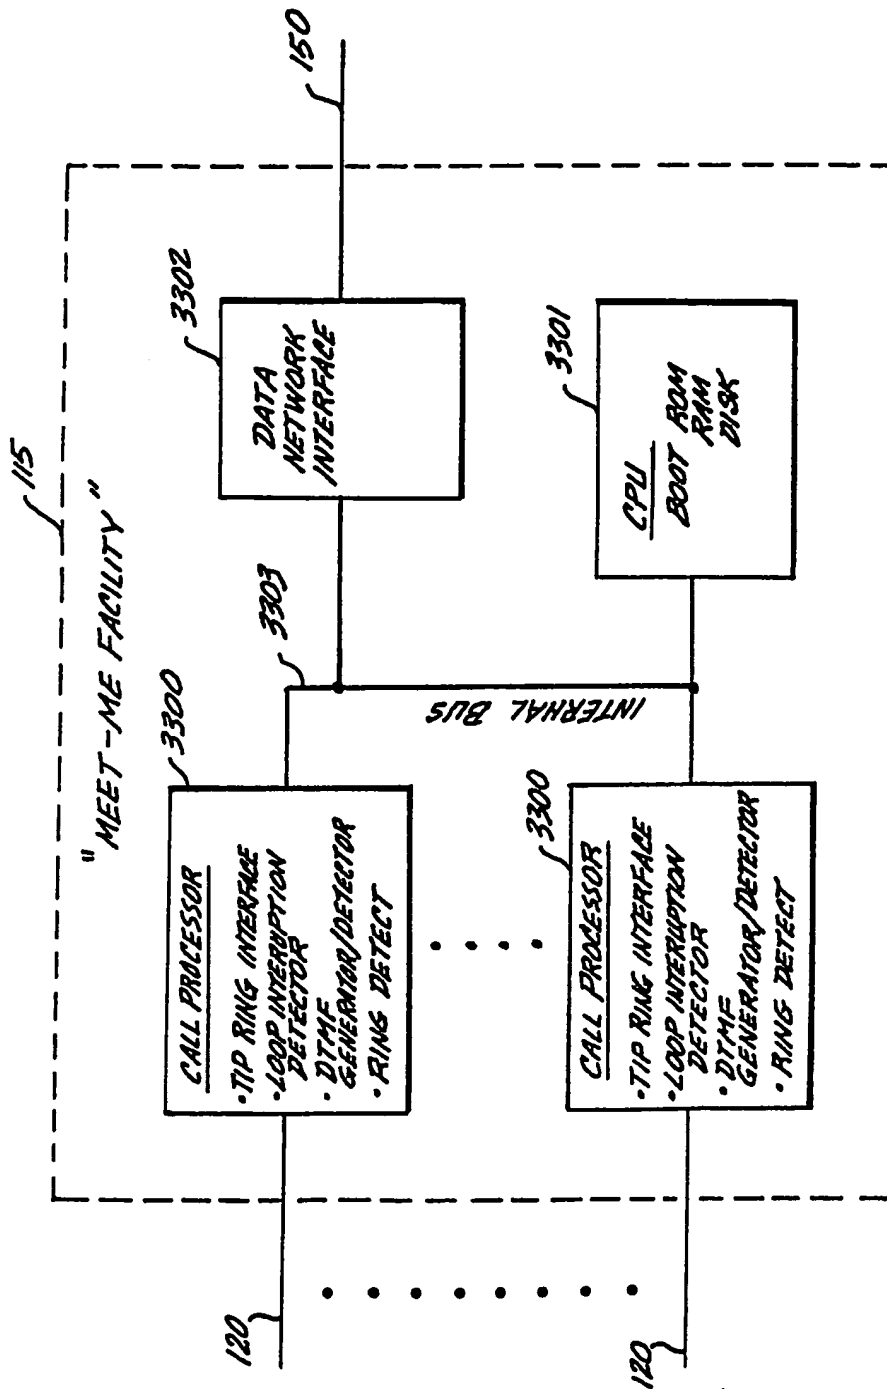 115
"MEET-ME FACILITY"
120
3300
CALL PROCESSOR
•TIP RING INTERFACE
•LOOP INTERUPTION
DETECTOR
•DTMF
GENERATOR/DETECTOR
•RING DETECT
3303
INTERNAL BUS
3302
DATA
NETWORK
INTERFACE
150
120
3300
CALL PROCESSOR
•TIP RING INTERFACE
•LOOP INTERUPTION
DETECTOR
•DTMF
GENERATOR/DETECTOR
•RING DETECT
3301
CPU
BOOT ROM
RAM
DISK